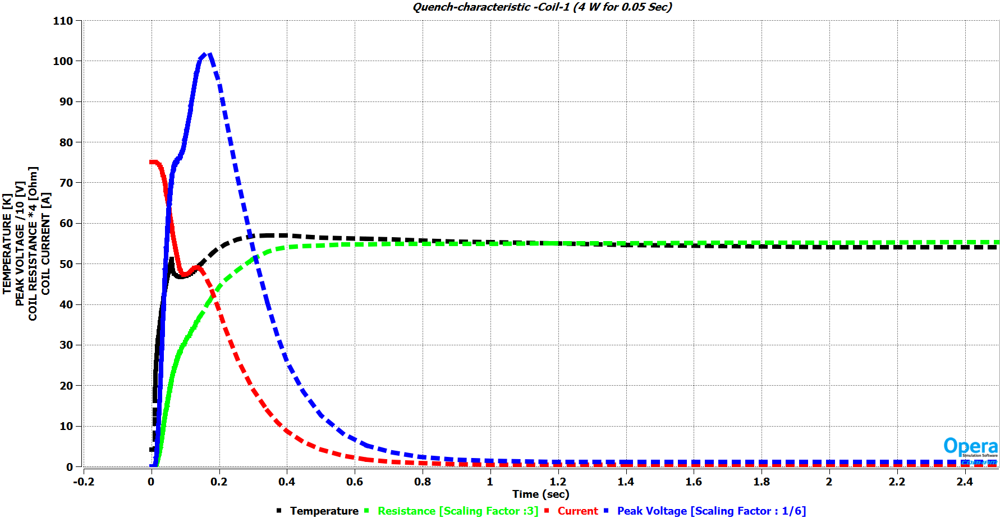 Quench-characteristic -Coil-1 (4 W for 0.05 Sec)
110
100
90
80
70
60
50
40
30
20
10
0
TEMPERATURE [K]
PEAK VOLTAGE /10 [V]
COIL RESISTANCE *4 [Ohm]
COIL CURRENT [A]
Opera
Simulation Software
COBHAM
-0.2 0 0.2 0.4 0.6 0.8 1 1.2 1.4 1.6 1.8 2 2.2 2.4
Time (sec)
Temperature Resistance [Scaling Factor :3] Current Peak Voltage [Scaling Factor : 1/6]